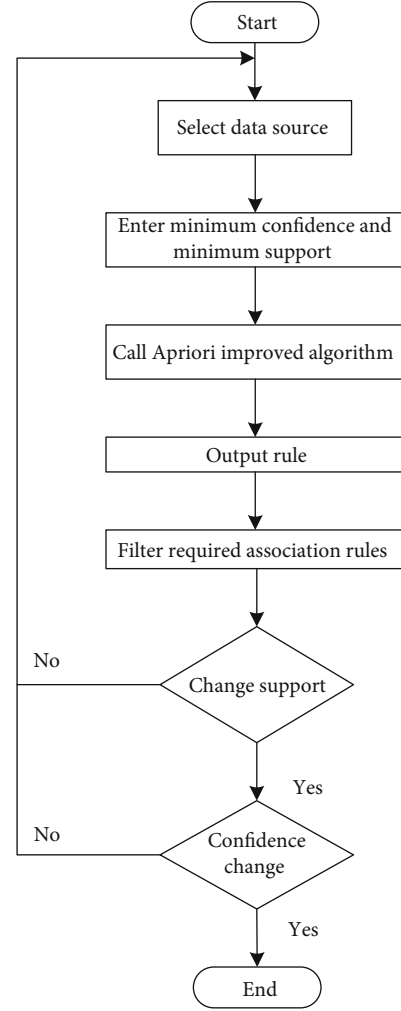 Start
Select data source
Enter minimum confidence and
minimum support
Call Apriori improved algorithm
Output rule
Filter required association rules
No
Change support
Yes
No
Confidence
change
Yes
End